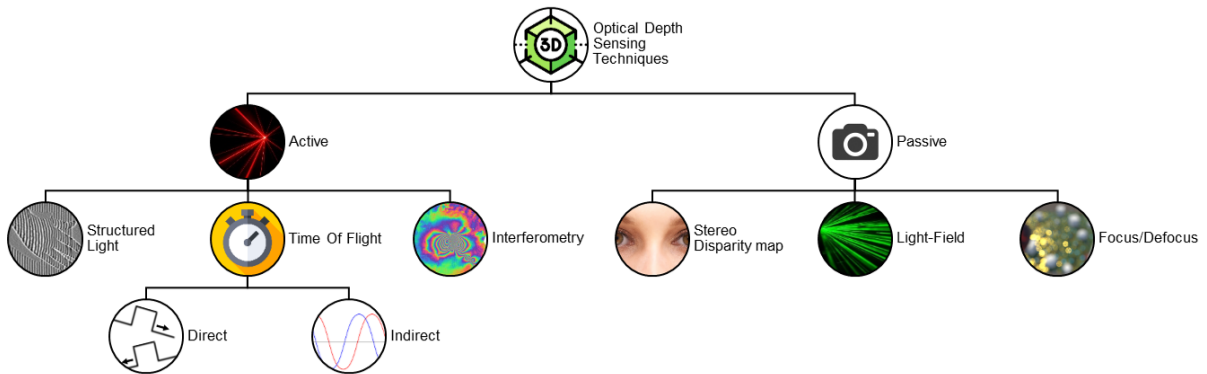 3D
Optical Depth
Sensing
Techniques
Active
Passive
Structured
Light
Time Of Flight
Interferometry
Stereo
Disparity map
Light-Field
Focus/Defocus
Direct
Indirect